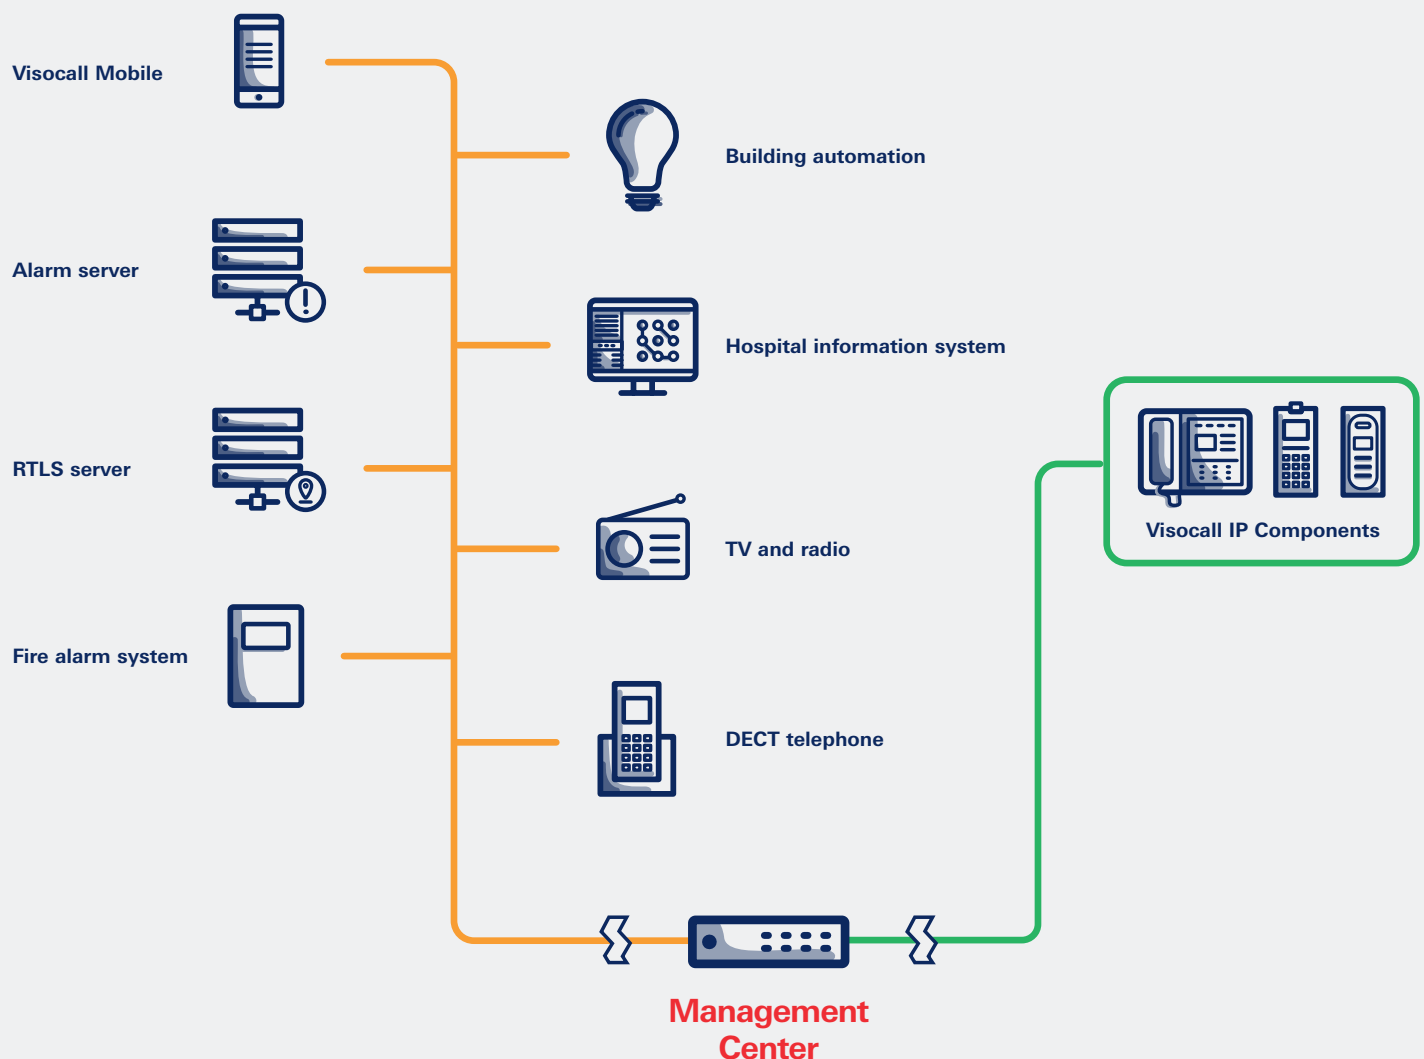 Visocall Mobile
Building automation
Alarm server
Hospital information system
RTLS server
Visocall IP Components
TV and radio
Fire alarm system
DECT telephone
Management
Center